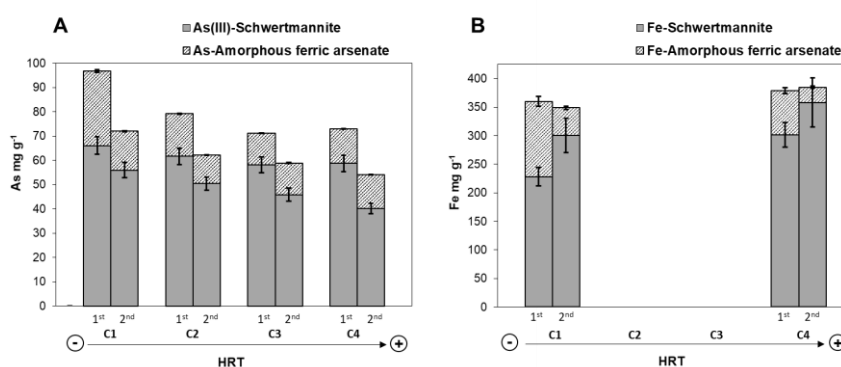 A
As(III)-Schwertmannite
As-Amorphous ferric arsenate
As mg g⁻¹
100
90
80
70
60
50
40
30
20
10
0
1st 2nd 1st 2nd 1st 2nd 1st 2nd
C1 C2 C3 C4
- +
HRT
B
Fe-Schwertmannite
Fe-Amorphous ferric arsenate
Fe mg g⁻¹
400
350
300
250
200
150
100
50
0
1st 2nd 1st 2nd
C1 C2 C3 C4
- +
HRT